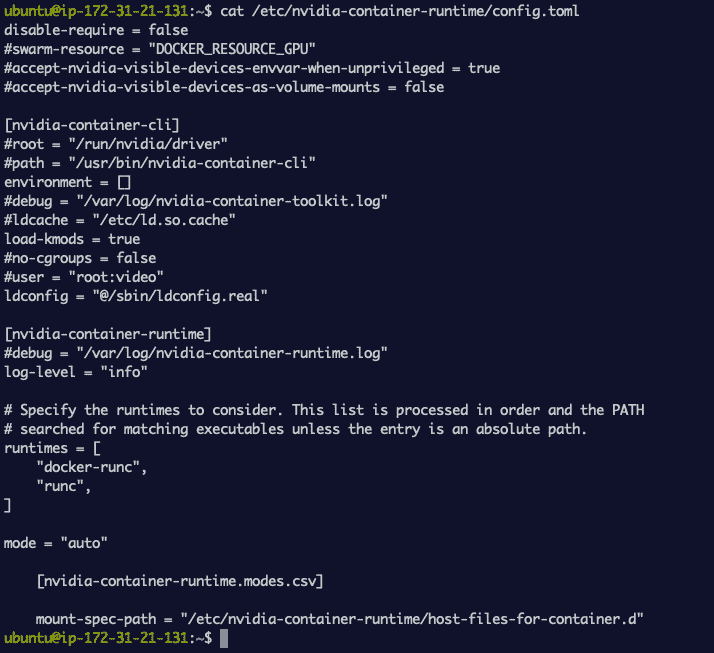 ubuntu@ip-172-31-21-131:~$ cat /etc/nvidia-container-runtime/config.toml
disable-require = false
#swarm-resource = "DOCKER_RESOURCE_GPU"
#accept-nvidia-visible-devices-envvar-when-unprivileged = true
#accept-nvidia-visible-devices-as-volume-mounts = false

[nvidia-container-cli]
#root = "/run/nvidia/driver"
#path = "/usr/bin/nvidia-container-cli"
environment = []
#debug = "/var/log/nvidia-container-toolkit.log"
#ldcache = "/etc/ld.so.cache"
load-kmods = true
#no-cgroups = false
#user = "root:video"
ldconfig = "@/sbin/ldconfig.real"

[nvidia-container-runtime]
#debug = "/var/log/nvidia-container-runtime.log"
log-level = "info"

# Specify the runtimes to consider. This list is processed in order and the PATH
# searched for matching executables unless the entry is an absolute path.
runtimes = [
    "docker-runc",
    "runc",
]

mode = "auto"

    [nvidia-container-runtime.modes.csv]

    mount-spec-path = "/etc/nvidia-container-runtime/host-files-for-container.d"
ubuntu@ip-172-31-21-131:~$